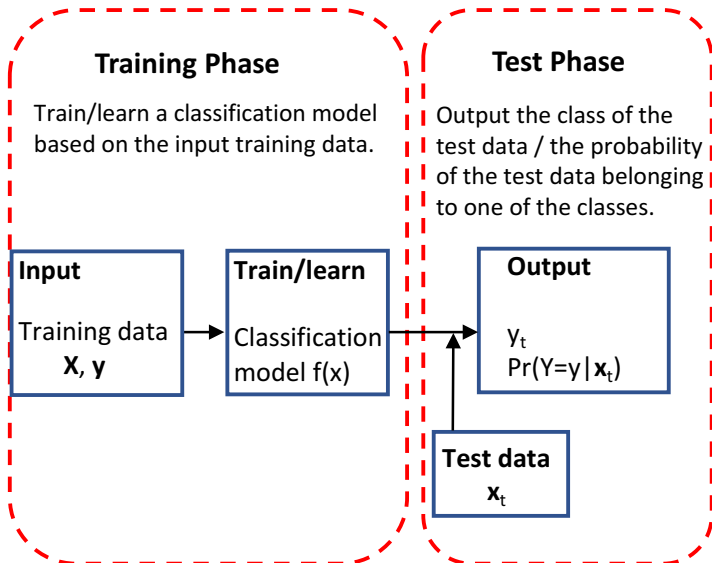 Training Phase
Train/learn a classification model
based on the input training data.
Input
Training data
X, y
Train/learn
Classification
model f(x)
Test Phase
Output the class of the
test data / the probability
of the test data belonging
to one of the classes.
Output
yₜ
Pr(Y=y|xₜ)
Test data
xₜ